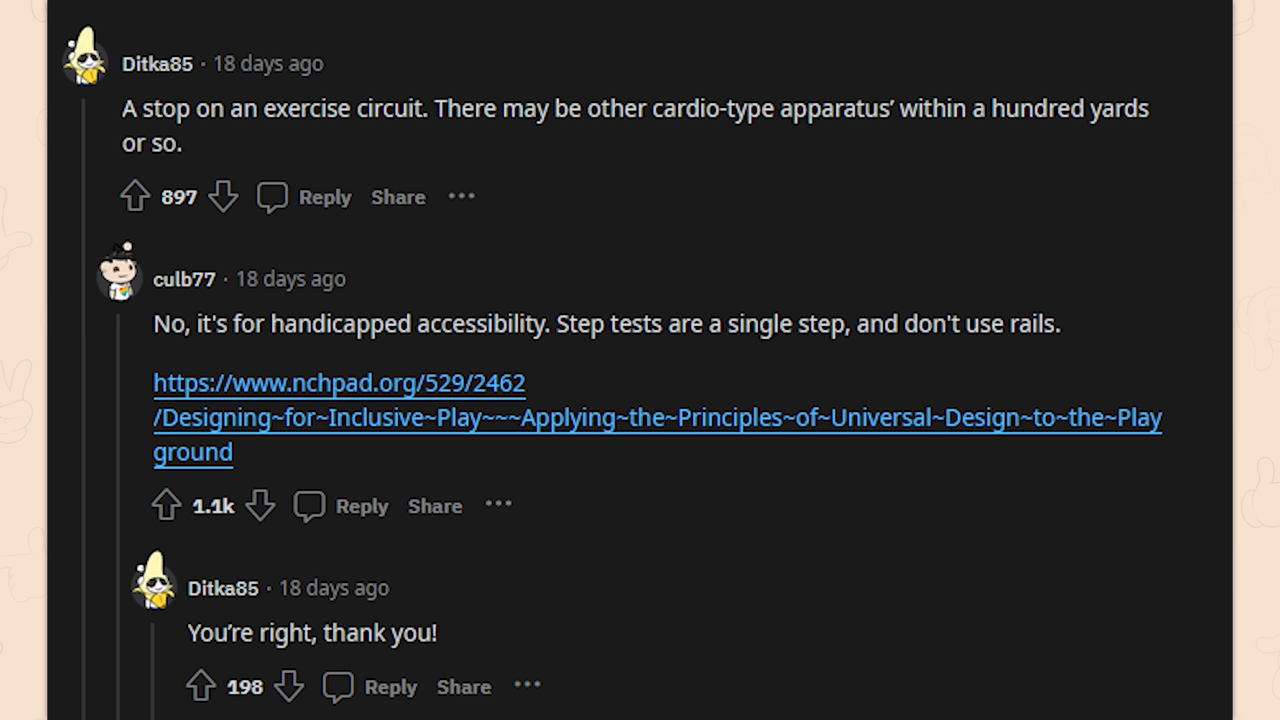 Ditka85 · 18 days ago
A stop on an exercise circuit. There may be other cardio-type apparatus’ within a hundred yards
or so.
897 Reply Share ···
culb77 · 18 days ago
No, it's for handicapped accessibility. Step tests are a single step, and don't use rails.
https://www.nchpad.org/529/2462
/Designing~for~Inclusive~Play~~~Applying~the~Principles~of~Universal~Design~to~the~Play
ground
1.1k Reply Share ···
Ditka85 · 18 days ago
You’re right, thank you!
198 Reply Share ···